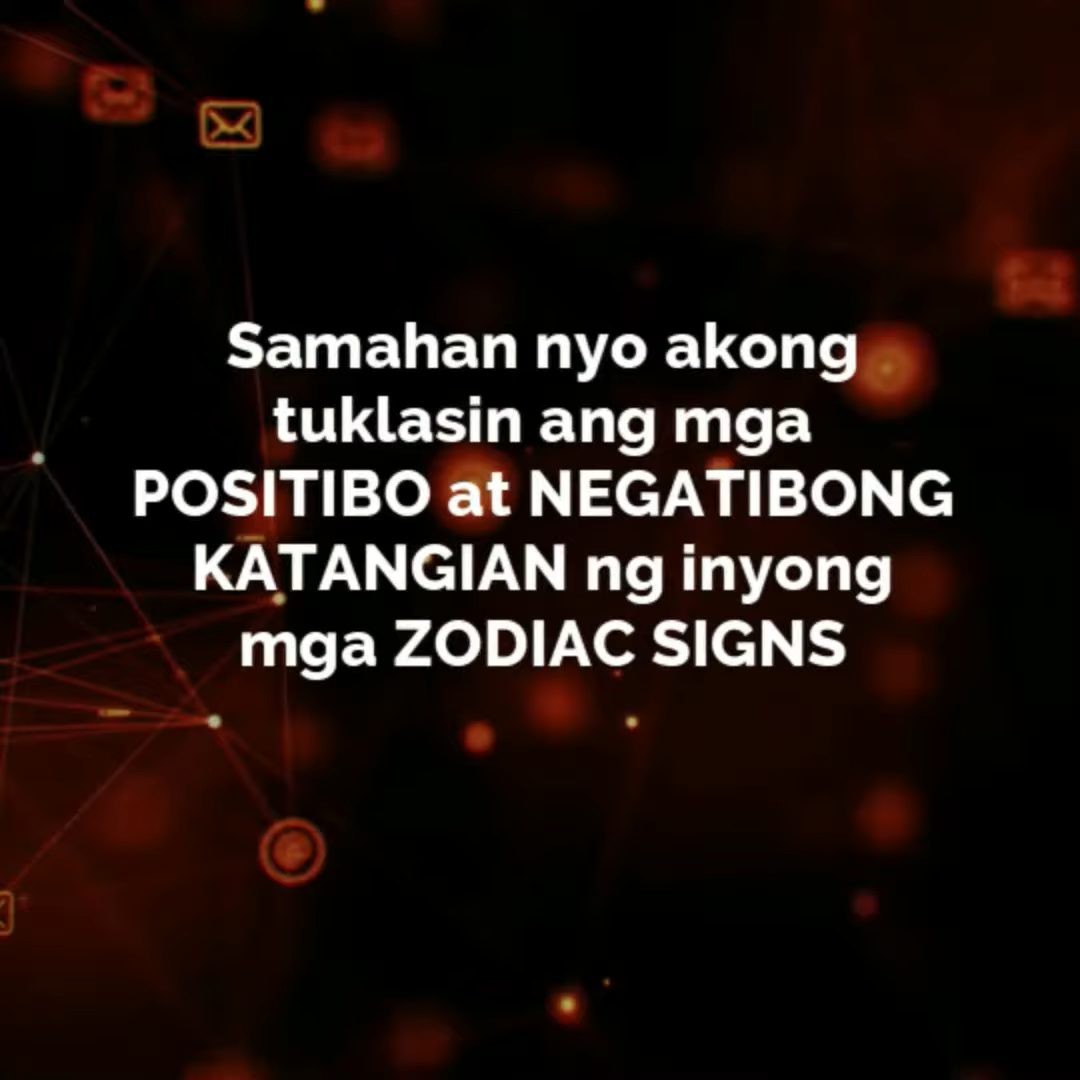 Samahan nyo akong
tuklasin ang mga
POSITIBO at NEGATIBONG
KATANGIAN ng inyong
mga ZODIAC SIGNS